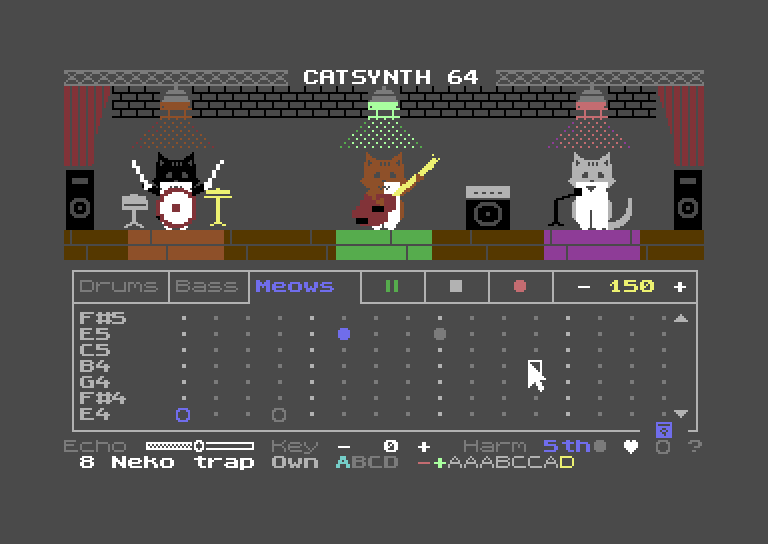 CATSYNTH 64
Drums Bass Meows - 150 +
F#5
E5
C5
B4
G4
F#4
E4
Echo Key - 0 + Harm 5th ?
8 Neko trap Own ABCD -+AAABCCAD